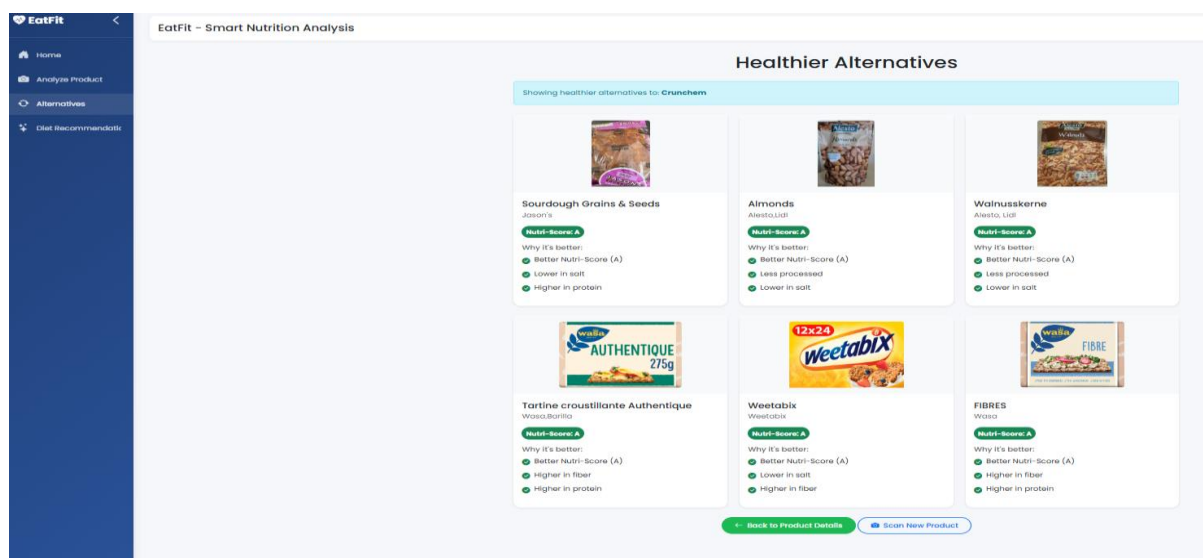 EatFit
EatFit - Smart Nutrition Analysis
Home
Analyze Product
Alternatives
Diet Recommendatic
Healthier Alternatives
Showing healthier alternatives to: Crunchem
Sourdough Grains & Seeds
Jason's
Nutri-Score: A
Why it's better:
Better Nutri-Score (A)
Lower in salt
Higher in protein
Alesto
Almonds
Almonds
Alesto,Lidl
Nutri-Score: A
Why it's better:
Better Nutri-Score (A)
Less processed
Lower in salt
Alesto
Walnuts
Walnusskerne
Alesto, Lidl
Nutri-Score: A
Why it's better:
Better Nutri-Score (A)
Less processed
Lower in salt
wasa
AUTHENTIQUE
275g
Tartine croustillante Authentique
Wasa,Barilla
Nutri-Score: A
Why it's better:
Better Nutri-Score (A)
Higher in fiber
Higher in protein
12x24
Weetabix
Weetabix
Weetabix
Nutri-Score: A
Why it's better:
Better Nutri-Score (A)
Lower in salt
Higher in fiber
wasa
FIBRE
FIBRES
Wasa
Nutri-Score: A
Why it's better:
Better Nutri-Score (A)
Higher in fiber
Higher in protein
← Back to Product Details
Scan New Product